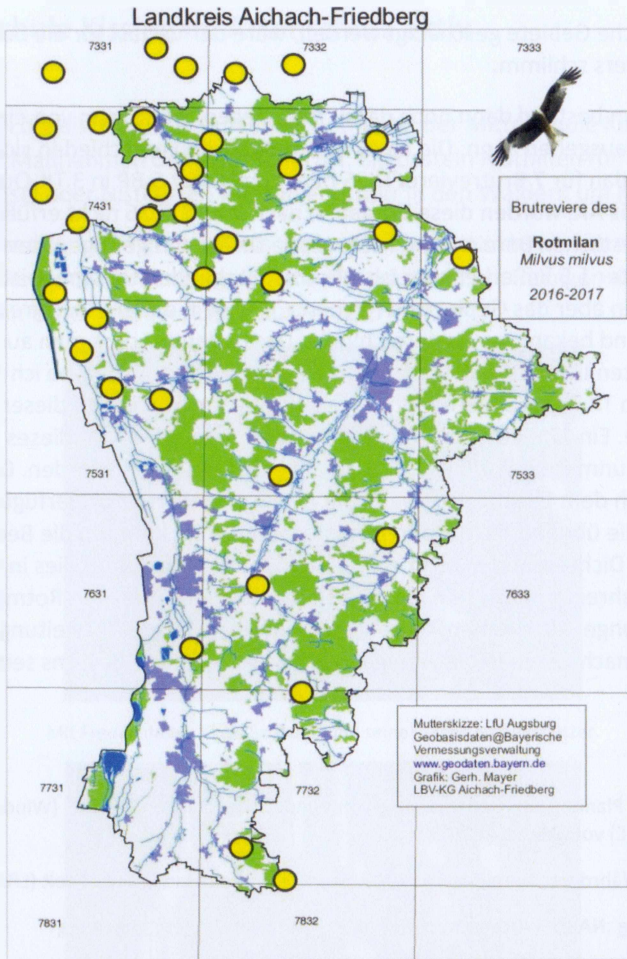 Landkreis Aichach-Friedberg
7331
7332
7333
7431
Brutreviere des
Rotmilan
Milvus milvus
2016-2017
7531
7533
7631
7633
Mutterskizze: LfU Augsburg
Geobasisdaten@Bayerische
Vermessungsverwaltung
www.geodaten.bayern.de
Grafik: Gerh. Mayer
LBV-KG Aichach-Friedberg
7731
7732
7831
7832